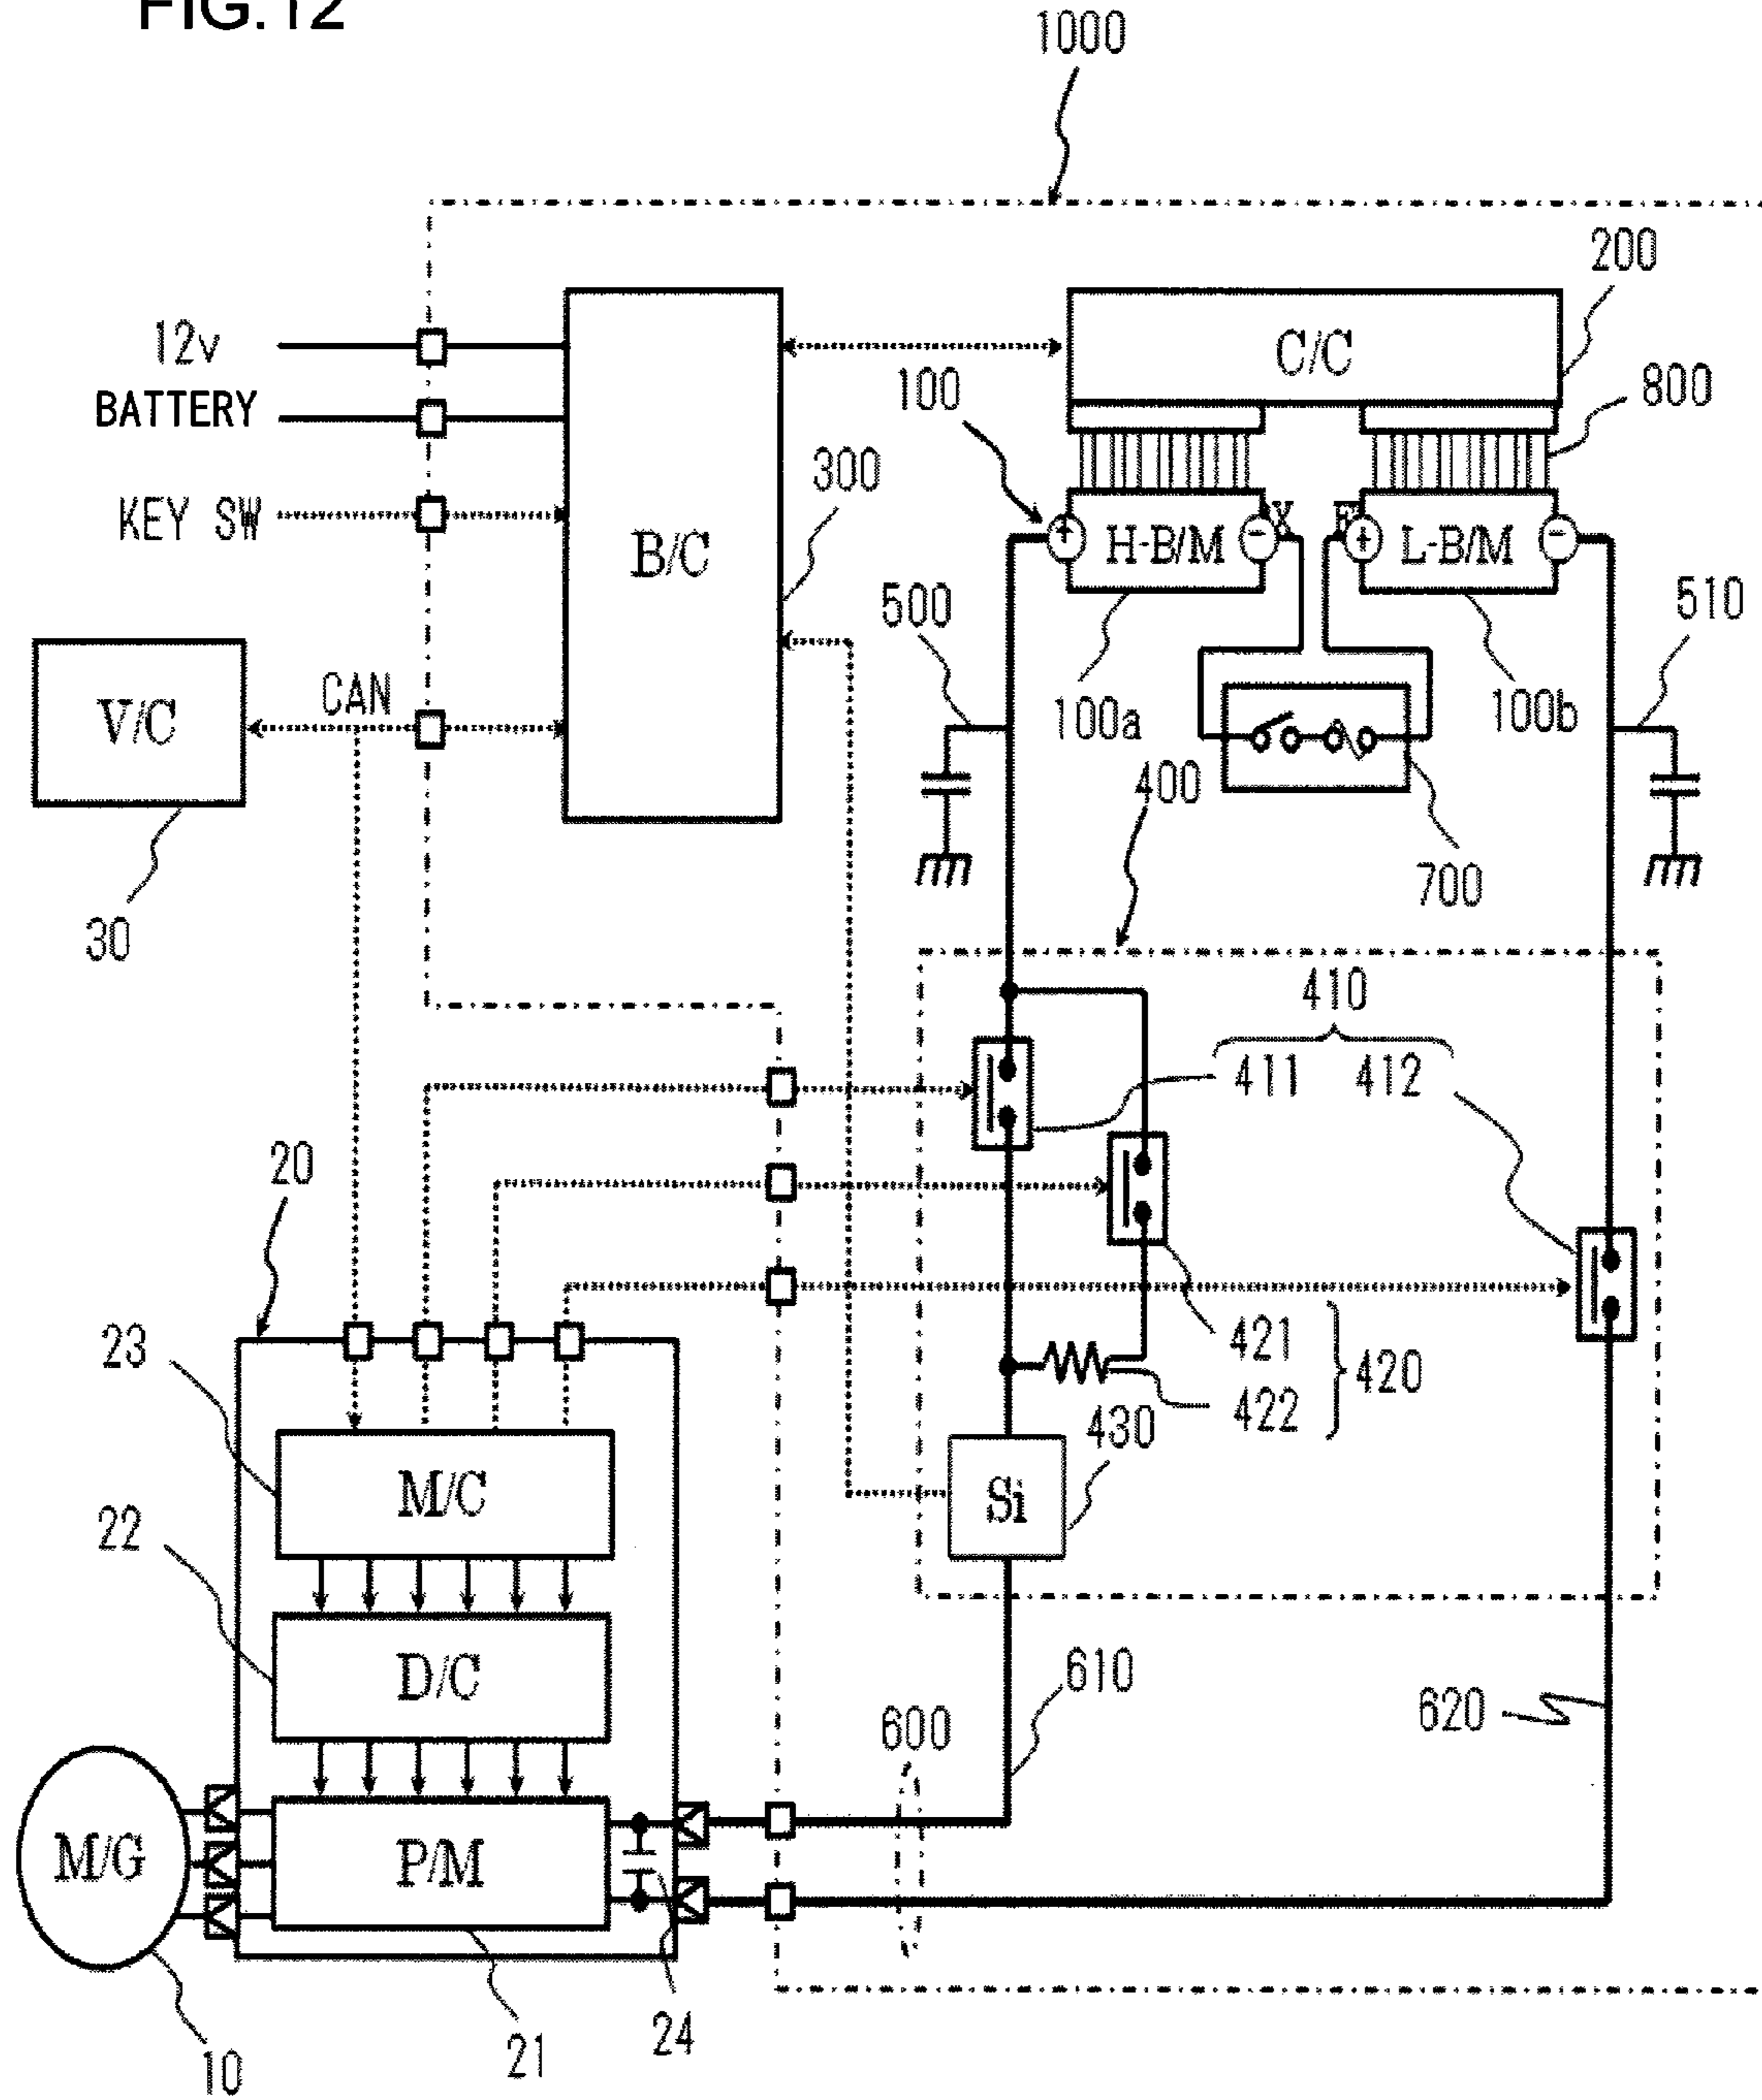 FIG.12
1000
200
12v
C/C
800
100
BATTERY
300
KEY SW
B/C
+
H-B/M
-
X
+
L-B/M
-
500
510
V/C
CAN
100a
100b
400
30
700
410
411
412
20
23
421
420
422
430
M/C
Si
22
D/C
610
620
600
M/G
P/M
24
21
10